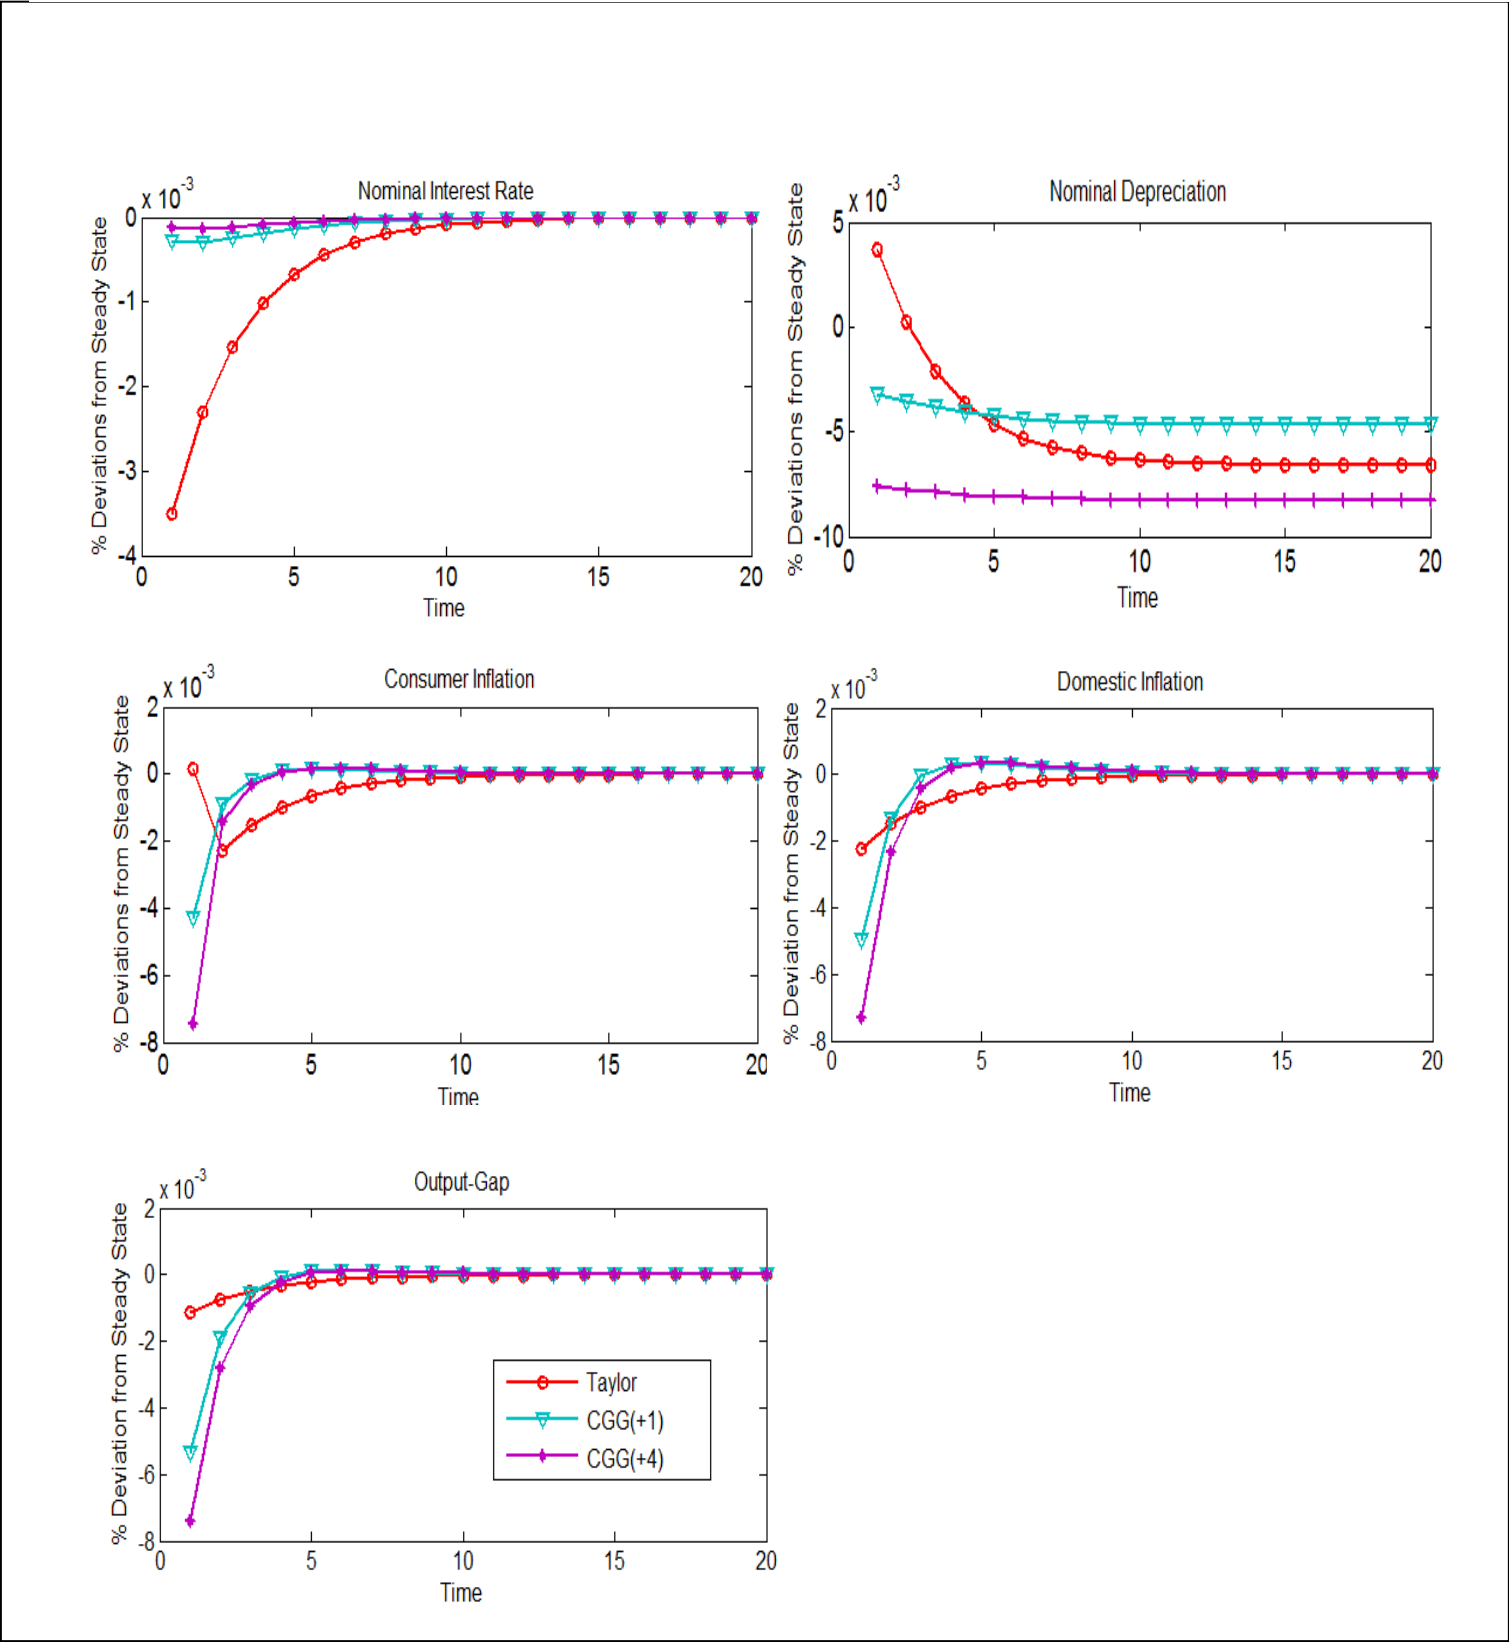 Nominal Interest Rate
x 10-3
% Deviations from Steady State
0
-1
-2
-3
-4
0 5 10 15 20
Time
Nominal Depreciation
x 10-3
% Deviations from Steady State
5
0
-5
-10
0 5 10 15 20
Time
Consumer Inflation
x 10-3
% Deviations from Steady State
2
0
-2
-4
-6
-8
0 5 10 15 20
Time
Domestic Inflation
x 10-3
% Deviation from Steady State
2
0
-2
-4
-6
-8
0 5 10 15 20
Time
Output-Gap
x 10-3
% Deviation from Steady State
2
0
-2
-4
-6
-8
0 5 10 15 20
Time
Taylor
CGG(+1)
CGG(+4)